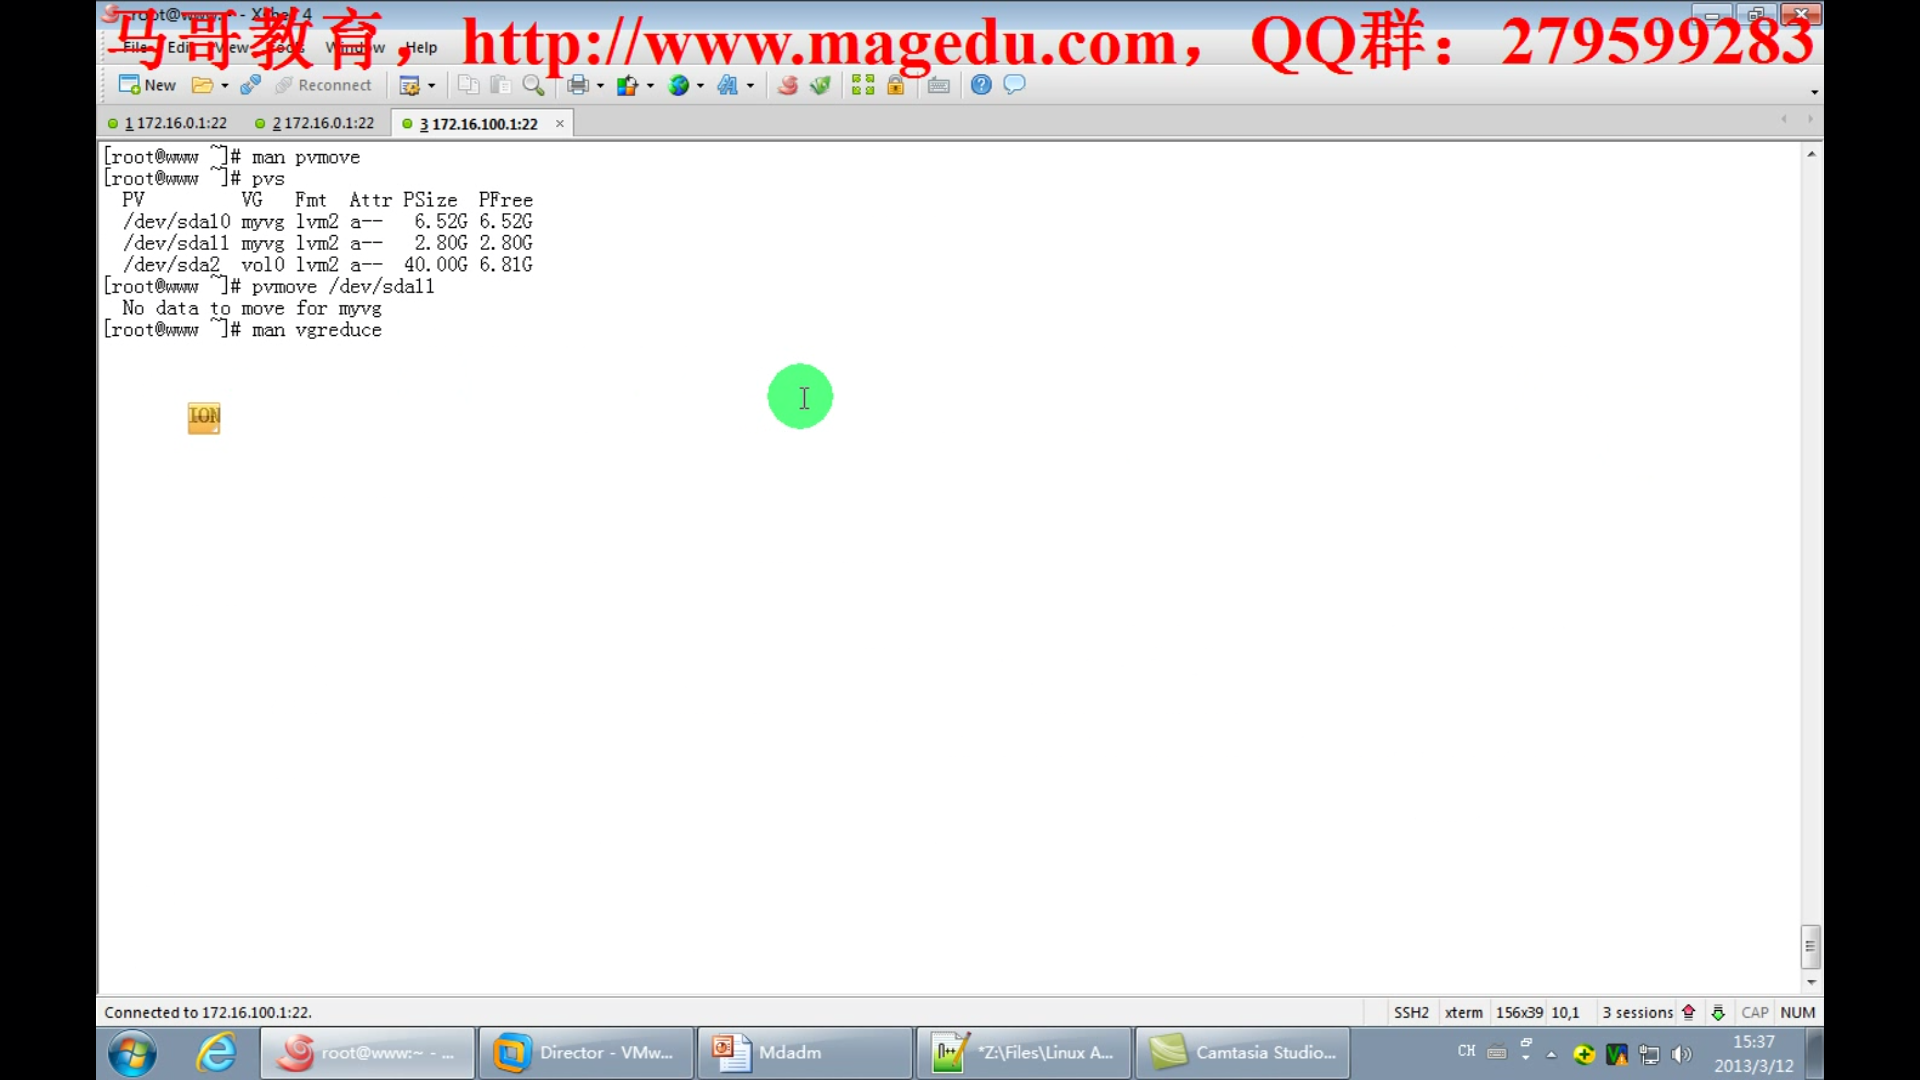 root@www:~ - Xshell 4
马哥教育，http://www.magedu.com，QQ群：279599283
File Edit View Tools Window Help
New Reconnect
1 172.16.0.1:22 2 172.16.0.1:22 3 172.16.100.1:22
[root@www ~]# man pvmove
[root@www ~]# pvs
PV VG Fmt Attr PSize PFree
/dev/sda10 myvg lvm2 a-- 6.52G 6.52G
/dev/sda11 myvg lvm2 a-- 2.80G 2.80G
/dev/sda2 vol0 lvm2 a-- 40.00G 6.81G
[root@www ~]# pvmove /dev/sda11
No data to move for myvg
[root@www ~]# man vgreduce
ION
Connected to 172.16.100.1:22.
SSH2 xterm 156x39 10,1 3 sessions CAP NUM
root@www:~ - ... Director - VMw... Mdadm *Z:\Files\Linux A... Camtasia Studio... CH 15:37
2013/3/12